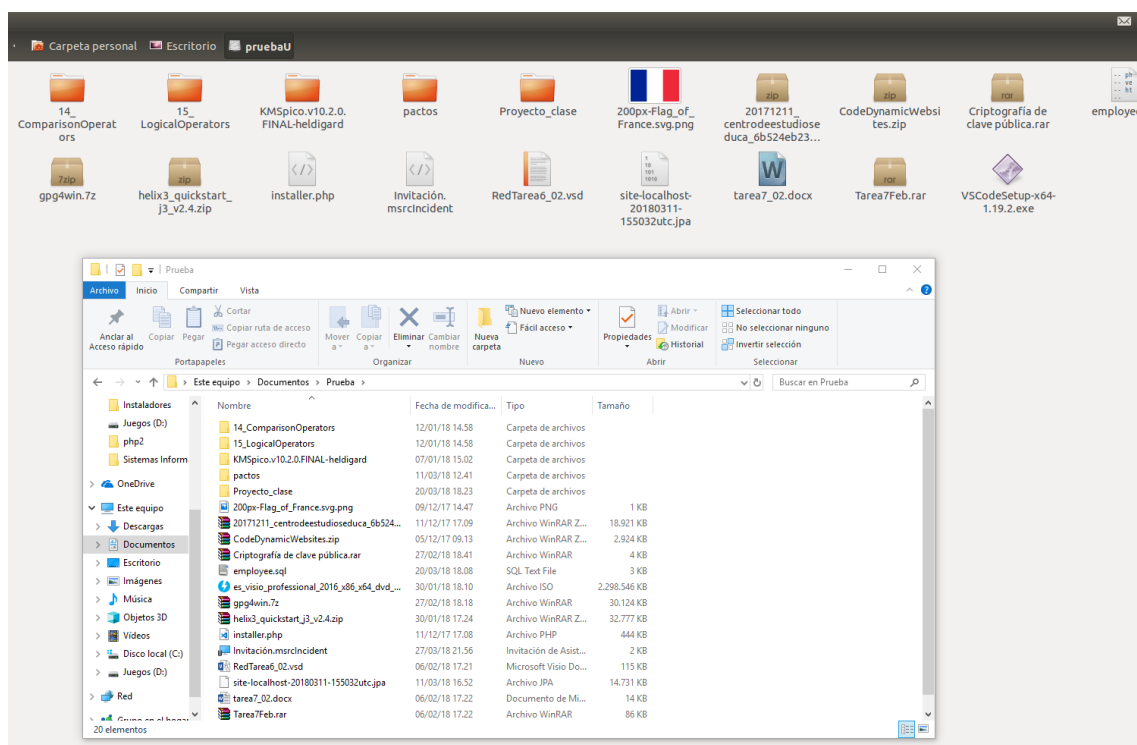 Carpeta personal Escritorio pruebaU
14_
ComparisonOperat
ors
15_
LogicalOperators
KMSpico.v10.2.0.
FINAL-heldigard
pactos
Proyecto_clase
200px-Flag_of_
France.svg.png
zip
20171211_
centrodeestudiose
duca_6b524eb23...
zip
CodeDynamicWebsi
tes.zip
rar
Criptografía de
clave pública.rar
employee
7zip
gpg4win.7z
zip
helix3_quickstart_
j3_v2.4.zip
installer.php
Invitación.
msrcIncident
RedTarea6_02.vsd
site-localhost-
20180311-
155032utc.jpa
W
tarea7_02.docx
rar
Tarea7Feb.rar
VSCodeSetup-x64-
1.19.2.exe
Prueba
Archivo Inicio Compartir Vista
Anclar al
Acceso rápido
Copiar
Pegar
Cortar
Copiar ruta de acceso
Pegar acceso directo
Portapapeles
Mover
a
Copiar
a
Eliminar
Cambiar
nombre
Organizar
Nueva
carpeta
Nuevo elemento
Fácil acceso
Nuevo
Propiedades
Abrir
Modificar
Historial
Abrir
Seleccionar todo
No seleccionar ninguno
Invertir selección
Seleccionar
Este equipo > Documentos > Prueba > Buscar en Prueba
Instaladores
Juegos (D:)
php2
Sistemas Inform
OneDrive
Este equipo
Descargas
Documentos
Escritorio
Imágenes
Música
Objetos 3D
Vídeos
Disco local (C:)
Juegos (D:)
Red
Grupo en el hogar
Nombre Fecha de modifica... Tipo Tamaño
14_ComparisonOperators 12/01/18 14.58 Carpeta de archivos
15_LogicalOperators 12/01/18 14.58 Carpeta de archivos
KMSpico.v10.2.0.FINAL-heldigard 07/01/18 15.02 Carpeta de archivos
pactos 11/03/18 12.41 Carpeta de archivos
Proyecto_clase 20/03/18 18.23 Carpeta de archivos
200px-Flag_of_France.svg.png 09/12/17 14.47 Archivo PNG 1 KB
20171211_centrodeestudioseduca_6b524... 11/12/17 17.09 Archivo WinRAR Z... 18.921 KB
CodeDynamicWebsites.zip 05/12/17 09.13 Archivo WinRAR Z... 2.924 KB
Criptografía de clave pública.rar 27/02/18 18.41 Archivo WinRAR 4 KB
employee.sql 20/03/18 18.08 SQL Text File 3 KB
es_visio_professional_2016_x86_x64_dvd_... 30/01/18 18.10 Archivo ISO 2.298.546 KB
gpg4win.7z 27/02/18 18.18 Archivo WinRAR 30.124 KB
helix3_quickstart_j3_v2.4.zip 30/01/18 17.24 Archivo WinRAR Z... 32.777 KB
installer.php 11/12/17 17.08 Archivo PHP 444 KB
Invitación.msrcIncident 27/03/18 21.56 Invitación de Asist... 2 KB
RedTarea6_02.vsd 06/02/18 17.21 Microsoft Visio Do... 115 KB
site-localhost-20180311-155032utc.jpa 11/03/18 16.52 Archivo JPA 14.731 KB
tarea7_02.docx 06/02/18 17.22 Documento de Mi... 14 KB
Tarea7Feb.rar 06/02/18 17.22 Archivo WinRAR 86 KB
20 elementos